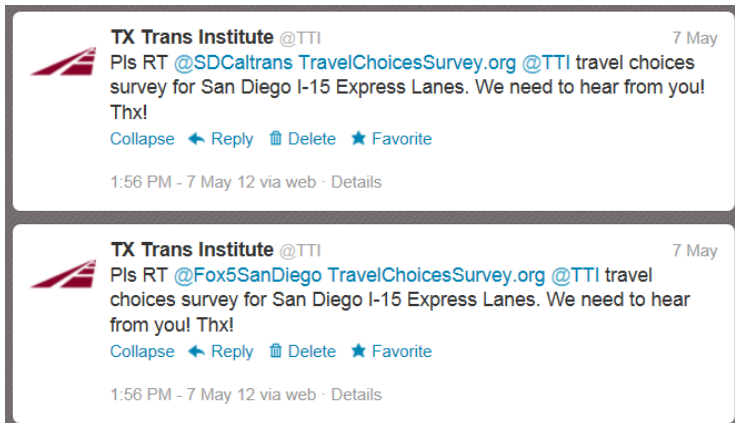 TX Trans Institute @TTI 7 May
Pls RT @SDCaltrans TravelChoicesSurvey.org @TTI travel choices
survey for San Diego I-15 Express Lanes. We need to hear from you!
Thx!
Collapse Reply Delete Favorite
1:56 PM - 7 May 12 via web · Details
TX Trans Institute @TTI 7 May
Pls RT @Fox5SanDiego TravelChoicesSurvey.org @TTI travel
choices survey for San Diego I-15 Express Lanes. We need to hear
from you! Thx!
Collapse Reply Delete Favorite
1:56 PM - 7 May 12 via web · Details